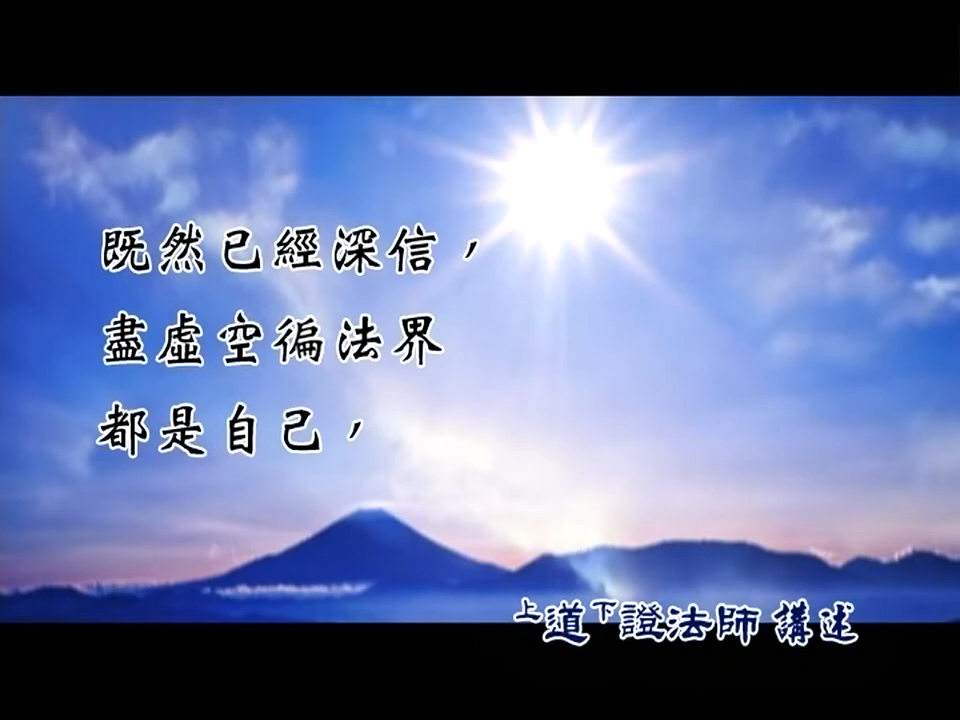 既然已經深信，
盡虛空徧法界
都是自己，
上道下證法師 講述